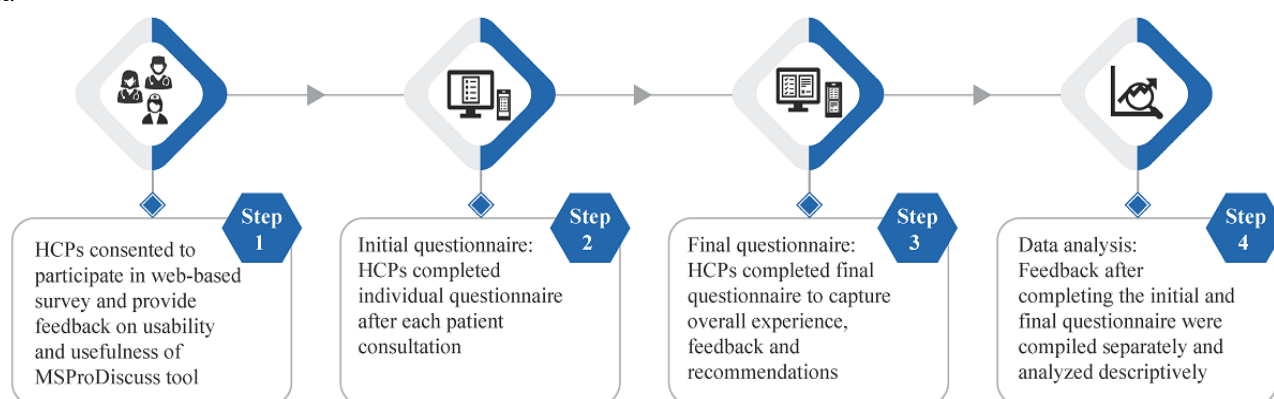 Step
1
HCPs consented to
participate in web-based
survey and provide
feedback on usability
and usefulness of
MSProDiscuss tool
Step
2
Initial questionnaire:
HCPs completed
individual questionnaire
after each patient
consultation
Step
3
Final questionnaire:
HCPs completed final
questionnaire to capture
overall experience,
feedback and
recommendations
Step
4
Data analysis:
Feedback after
completing the initial and
final questionnaire were
compiled separately and
analyzed descriptively